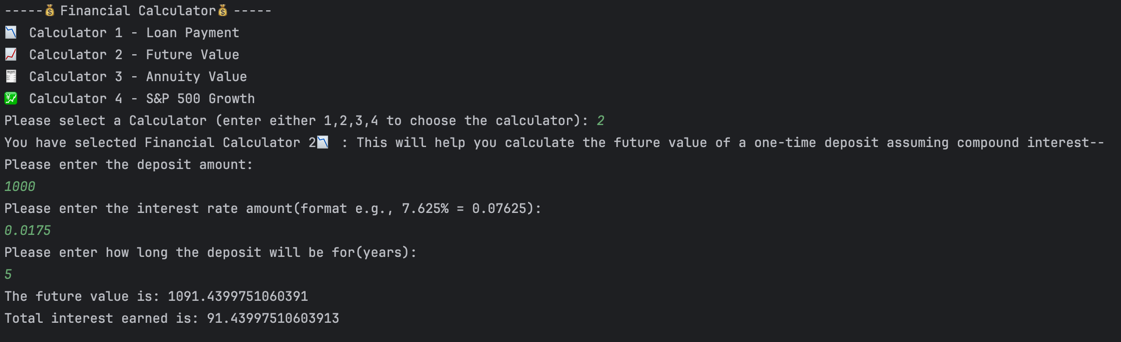 -----💰Financial Calculator💰-----
📉 Calculator 1 - Loan Payment
📈 Calculator 2 - Future Value
🧾 Calculator 3 - Annuity Value
💹 Calculator 4 - S&P 500 Growth
Please select a Calculator (enter either 1,2,3,4 to choose the calculator): 2
You have selected Financial Calculator 2📉 : This will help you calculate the future value of a one-time deposit assuming compound interest--
Please enter the deposit amount:
1000
Please enter the interest rate amount(format e.g., 7.625% = 0.07625):
0.0175
Please enter how long the deposit will be for(years):
5
The future value is: 1091.4399751060391
Total interest earned is: 91.43997510603913